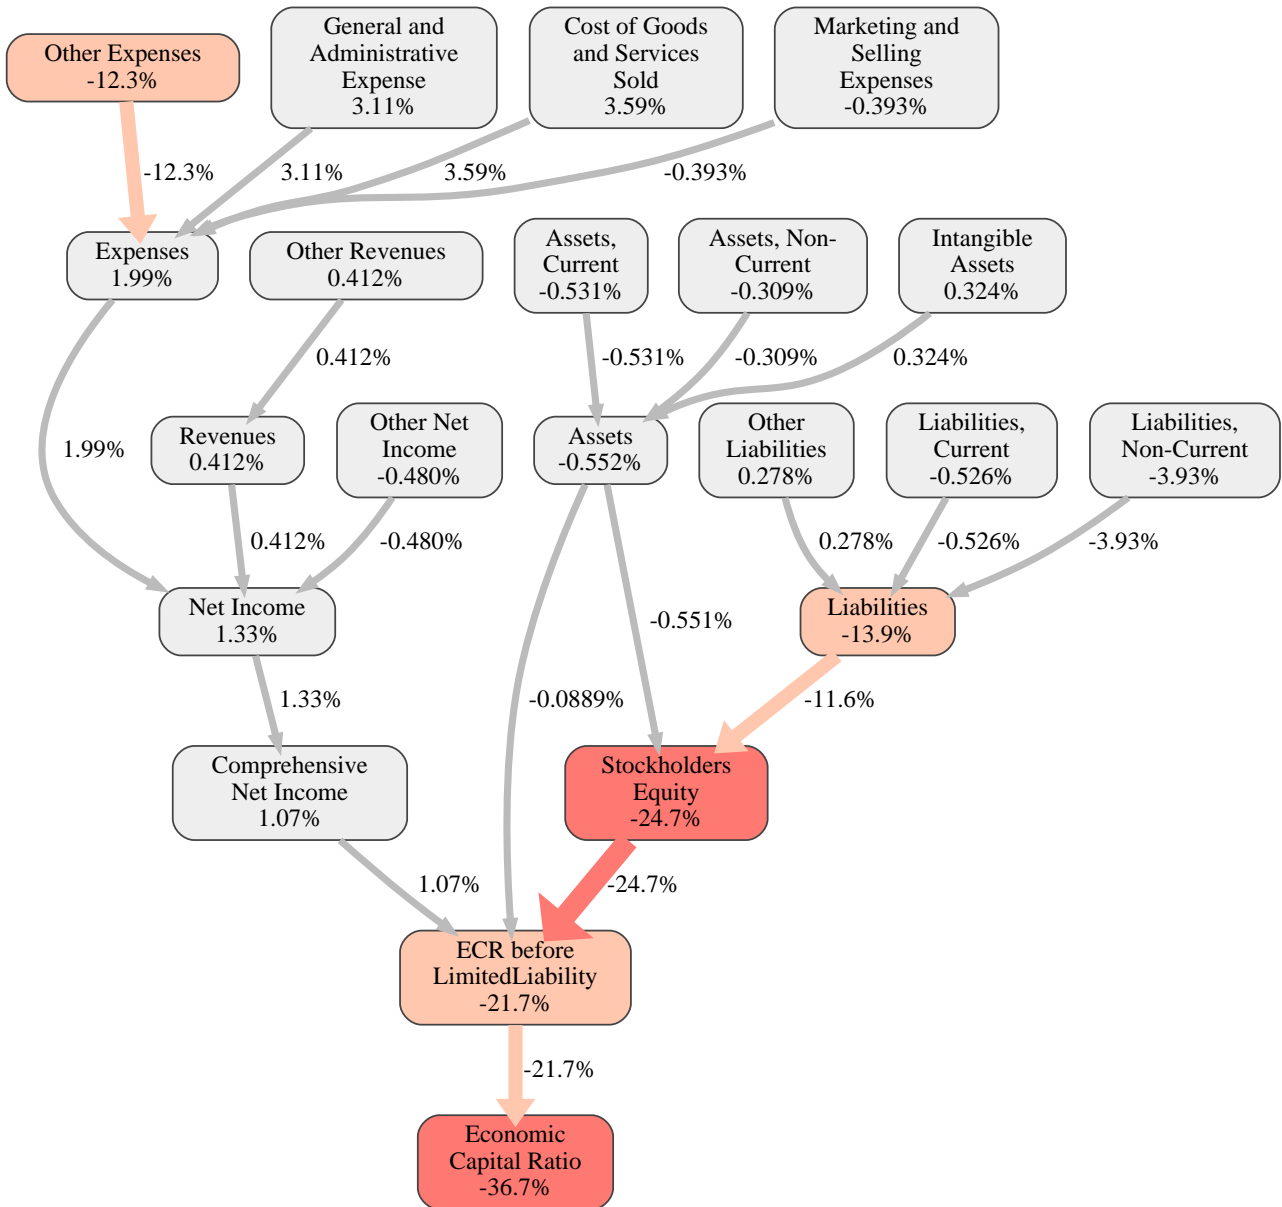 Other Expenses
-12.3%
General and
Administrative
Expense
3.11%
Cost of Goods
and Services
Sold
3.59%
Marketing and
Selling
Expenses
-0.393%
-12.3%
3.11%
3.59%
-0.393%
Expenses
1.99%
Other Revenues
0.412%
Assets,
Current
-0.531%
Assets, Non-
Current
-0.309%
Intangible
Assets
0.324%
0.412%
-0.531%
-0.309%
0.324%
1.99%
Revenues
0.412%
Other Net
Income
-0.480%
Assets
-0.552%
Other
Liabilities
0.278%
Liabilities,
Current
-0.526%
Liabilities,
Non-Current
-3.93%
0.412%
-0.480%
0.278%
-0.526%
-3.93%
Net Income
1.33%
-0.551%
Liabilities
-13.9%
1.33%
-0.0889%
-11.6%
Comprehensive
Net Income
1.07%
Stockholders
Equity
-24.7%
1.07%
-24.7%
ECR before
LimitedLiability
-21.7%
-21.7%
Economic
Capital Ratio
-36.7%